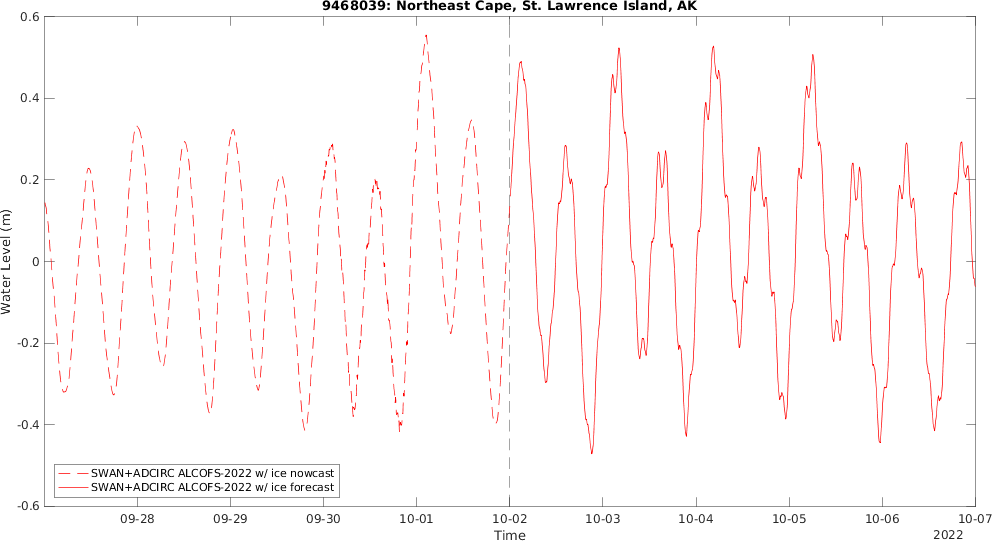 9468039: Northeast Cape, St. Lawrence Island, AK
0.6
0.4
0.2
0
-0.2
-0.4
-0.6
Water Level (m)
SWAN+ADCIRC ALCOFS-2022 w/ ice nowcast
SWAN+ADCIRC ALCOFS-2022 w/ ice forecast
09-28 09-29 09-30 10-01 10-02 10-03 10-04 10-05 10-06 10-07
Time
2022